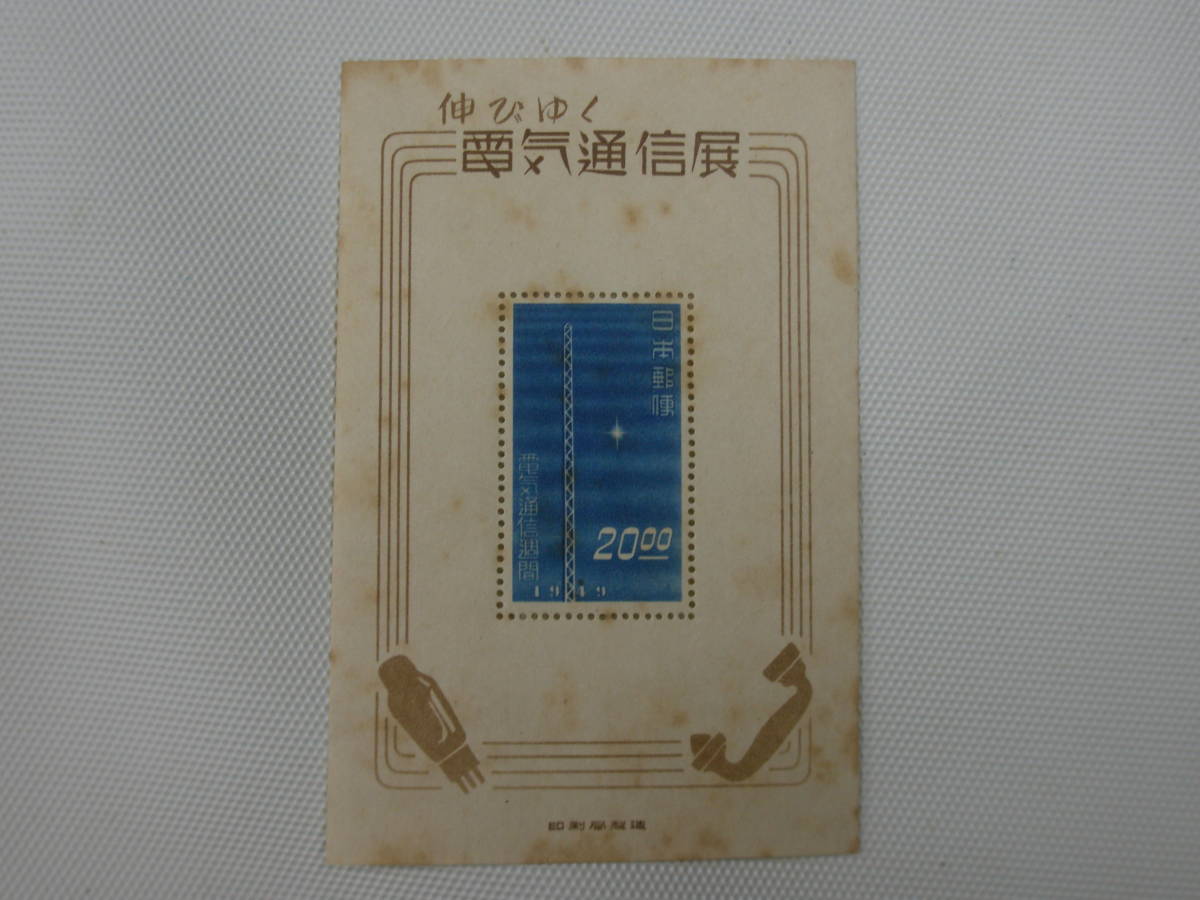 伸びゆく
電気通信展
日本郵便
電気通信週間
20.00
1949
印刷局製造